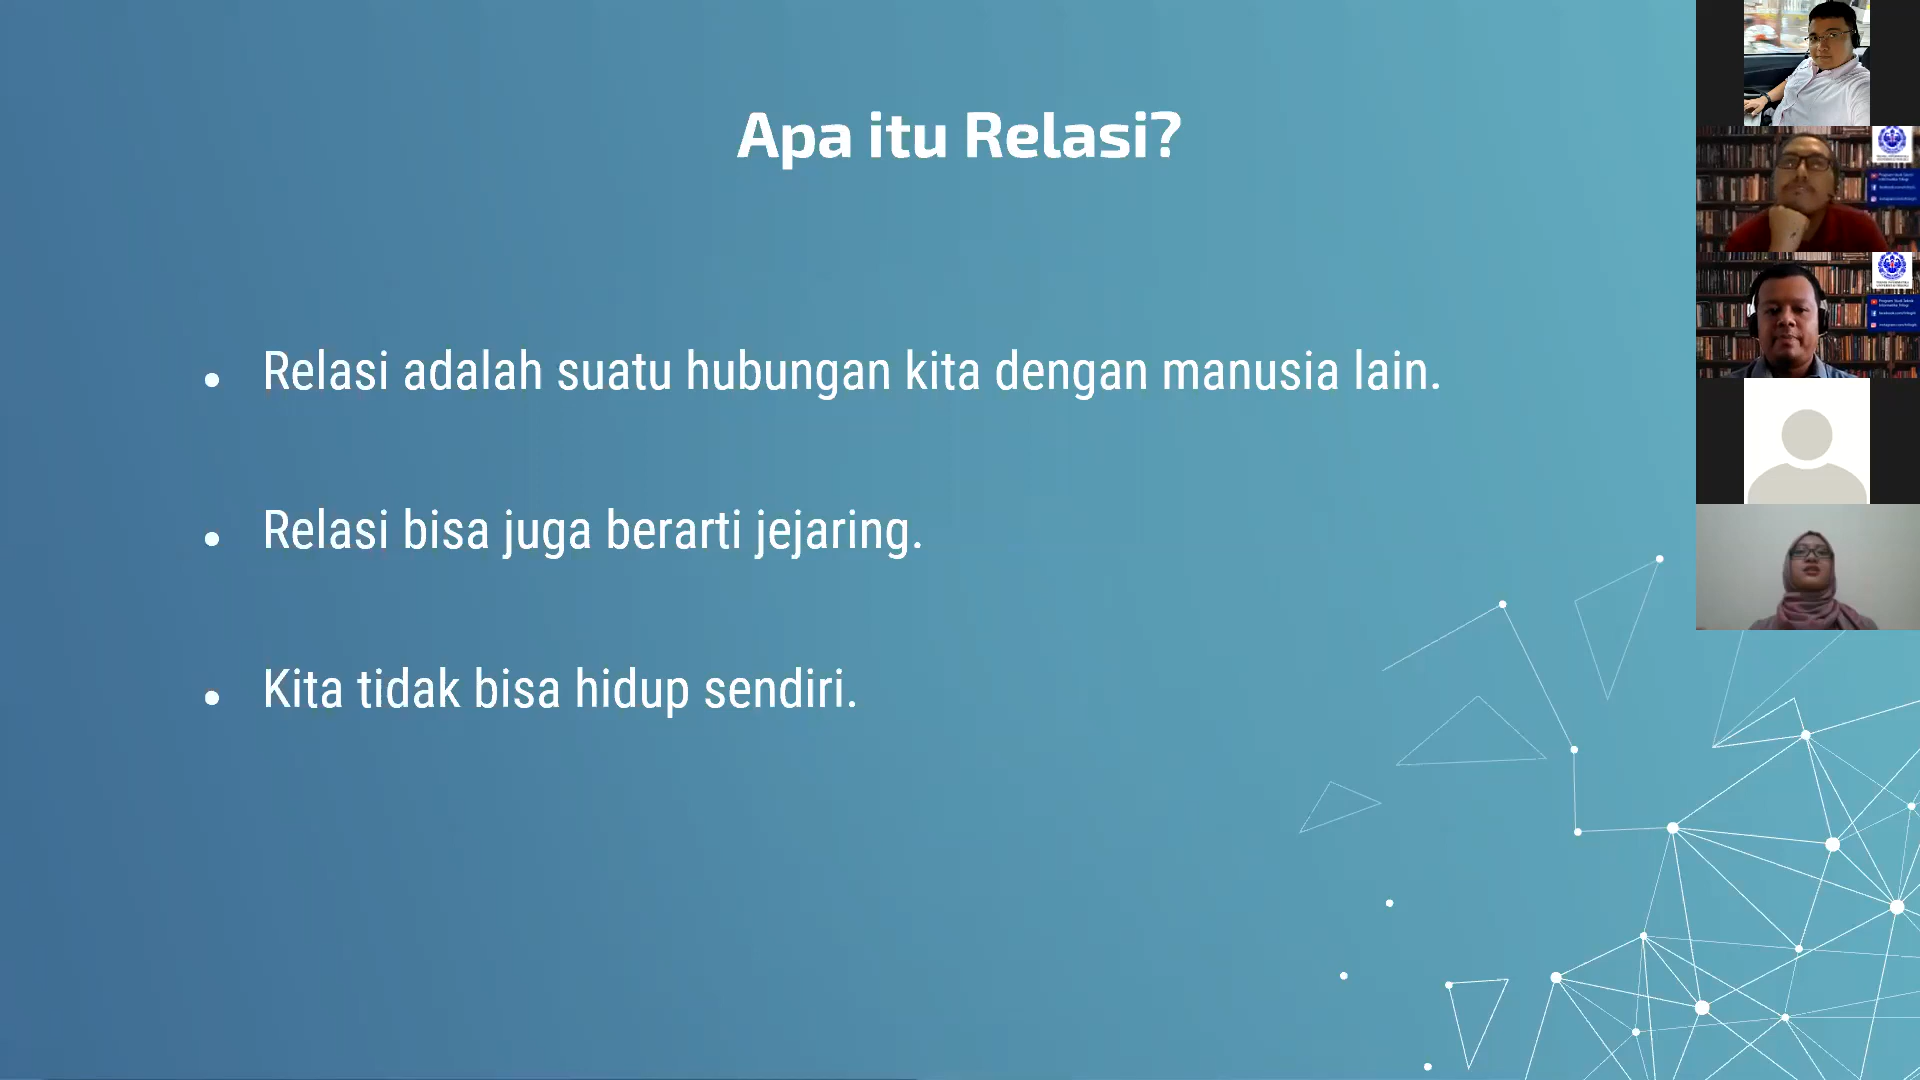 Apa itu Relasi?
Relasi adalah suatu hubungan kita dengan manusia lain.
Relasi bisa juga berarti jejaring.
Kita tidak bisa hidup sendiri.